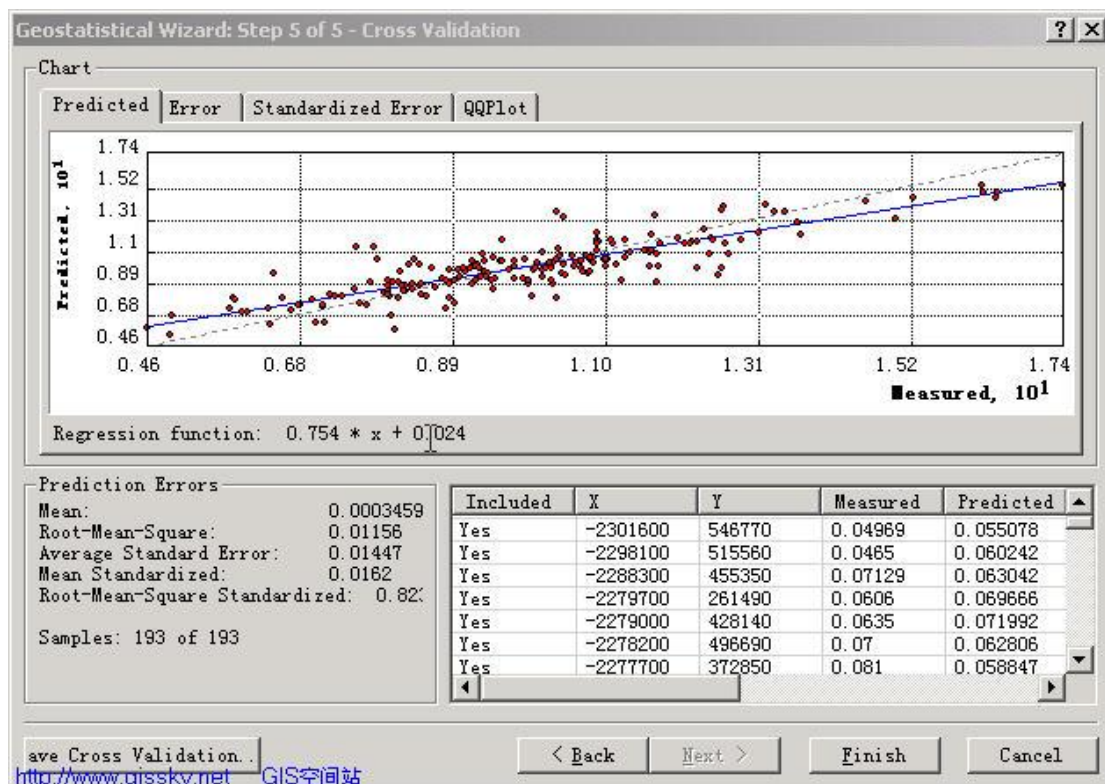 Geostatistical Wizard: Step 5 of 5 - Cross Validation
Chart
Predicted Error Standardized Error QQPlot
Predicted, 10¹
1.74
1.52
1.31
1.1
0.89
0.68
0.46
0.46 0.68 0.89 1.10 1.31 1.52 1.74
Measured, 10¹
Regression function: 0.754 * x + 0.024
Prediction Errors
Mean: 0.0003459
Root-Mean-Square: 0.01156
Average Standard Error: 0.01447
Mean Standardized: 0.0162
Root-Mean-Square Standardized: 0.82
Samples: 193 of 193
Included X Y Measured Predicted
Yes -2301600 546770 0.04969 0.055078
Yes -2298100 515560 0.0465 0.060242
Yes -2288300 455350 0.07129 0.063042
Yes -2279700 261490 0.0606 0.069666
Yes -2279000 428140 0.0635 0.071992
Yes -2278200 496690 0.07 0.062806
Yes -2277700 372850 0.081 0.058847
ave Cross Validation.. < Back Next > Finish Cancel
http://www.gissky.net GIS空间站